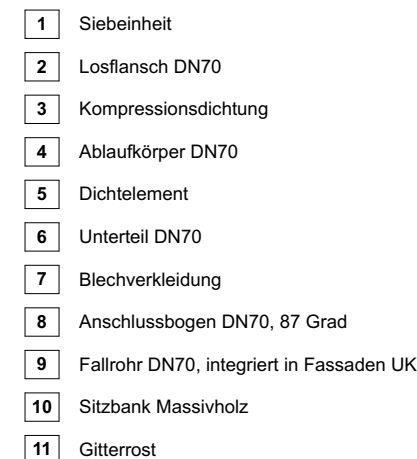 1 Siebeinheit
2 Losflansch DN70
3 Kompressionsdichtung
4 Ablaufkörper DN70
5 Dichtelement
6 Unterteil DN70
7 Blechverkleidung
8 Anschlussbogen DN70, 87 Grad
9 Fallrohr DN70, integriert in Fassaden UK
10 Sitzbank Massivholz
11 Gitterrost